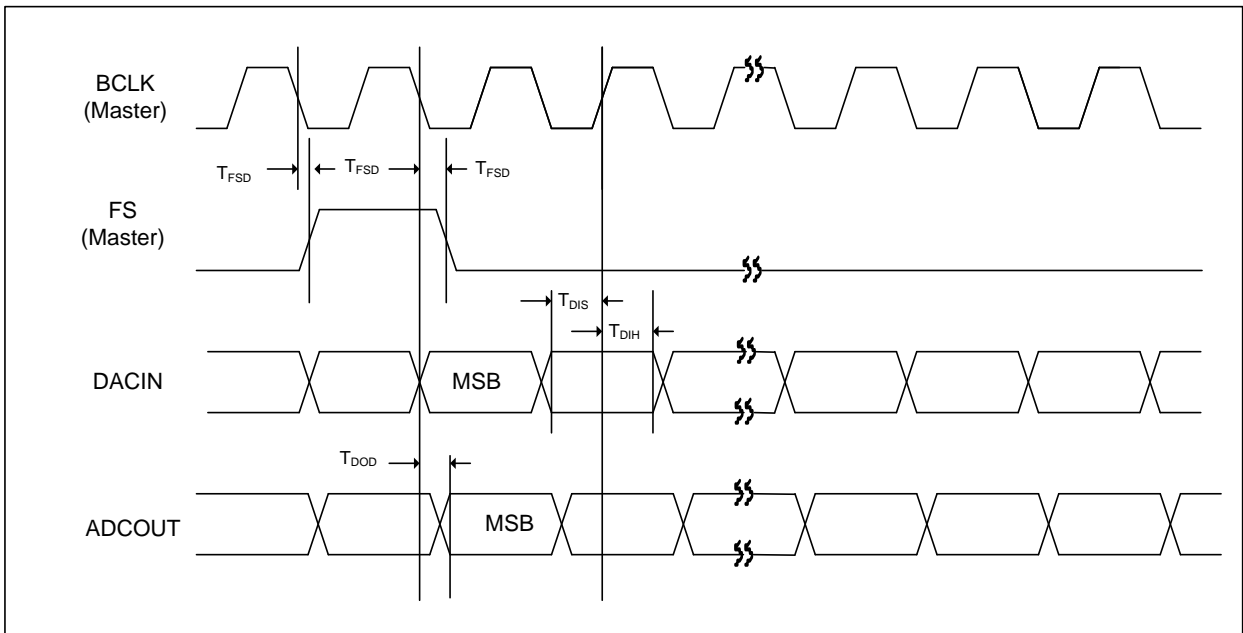 BCLK
(Master)
TFSD TFSD TFSD
FS
(Master)
TDIS
TDIH
DACIN MSB
TDOD
ADCOUT MSB